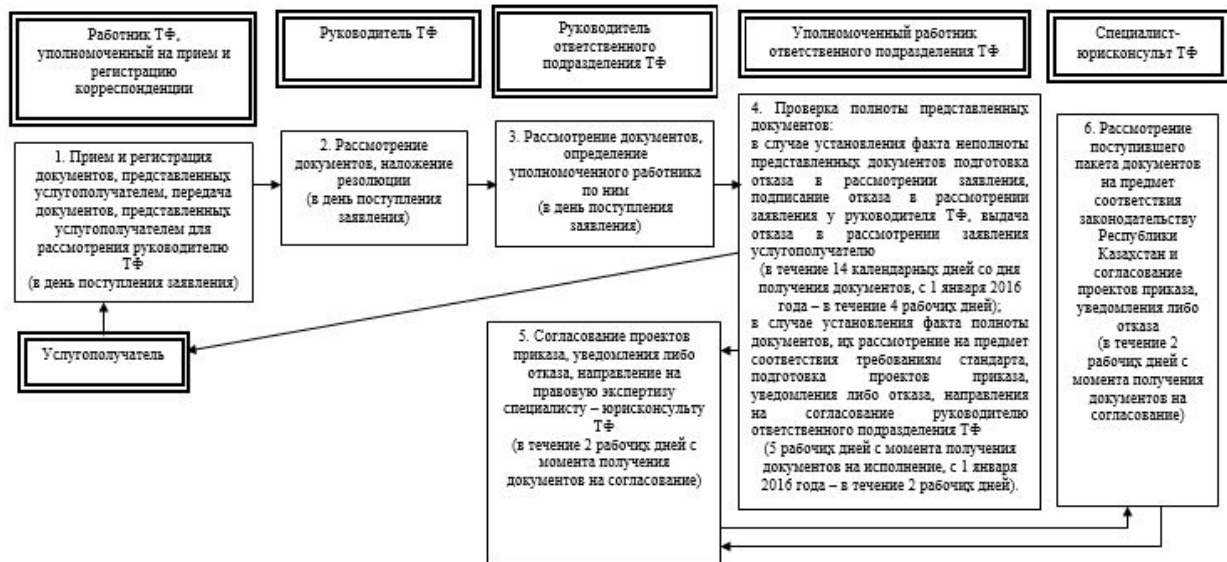 Работник ТФ,
уполномоченный на прием и
регистрацию
корреспонденции
Руководитель ТФ
Руководитель
ответственного
подразделения ТФ
Уполномоченный работник
ответственного подразделения ТФ
Специалист-
юрисконсульт ТФ
1. Прием и регистрация
документов, представленных
услугополучателем, передача
документов, представленных
услугополучателем для
рассмотрения руководителю
ТФ
(в день поступления заявления)
2. Рассмотрение
документов, наложение
резолюции
(в день поступления
заявления)
3. Рассмотрение документов,
определение
уполномоченного работника
по ним
(в день поступления
заявления)
4. Проверка полноты представленных
документов:
в случае установления факта неполноты
представленных документов подготовка
отказа в рассмотрении заявления,
подписание отказа в рассмотрении
заявления у руководителя ТФ, выдача
отказа в рассмотрении заявления
услугополучателю
(в течение 14 календарных дней со дня
получения документов, с 1 января 2016
года – в течение 4 рабочих дней);
в случае установления факта полноты
документов, их рассмотрение на предмет
соответствия требованиям стандарта,
подготовка проектов приказа,
уведомления либо отказа, направления
на согласование руководителю
ответственного подразделения ТФ
(5 рабочих дней с момента получения
документов на исполнение, с 1 января
2016 года – в течение 2 рабочих дней).
6. Рассмотрение
поступившего
пакета документов
на предмет
соответствия
законодательству
Республики
Казахстан и
согласование
проектов приказа,
уведомления либо
отказа
(в течение 2
рабочих дней с
момента получения
документов на
согласование)
Услугополучатель
5. Согласование проектов
приказа, уведомления либо
отказа, направление на
правовую экспертизу
специалисту – юрисконсульту
ТФ
(в течение 2 рабочих дней с
момента получения
документов на согласование)